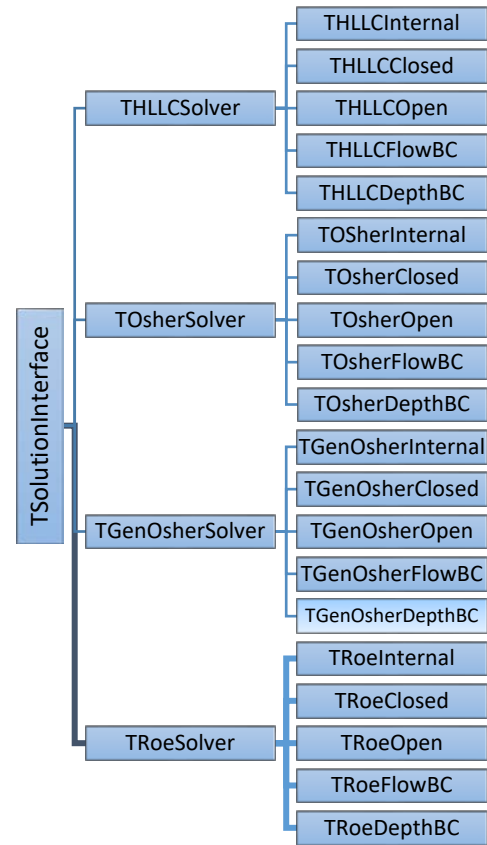 TSolutionInterface
THLLCSolver
THLLCInternal
THLLCClosed
THLLCOpen
THLLCFlowBC
THLLCDepthBC
TOsherSolver
TOSherInternal
TOsherClosed
TOsherOpen
TOsherFlowBC
TOsherDepthBC
TGenOsherSolver
TGenOsherInternal
TGenOsherClosed
TGenOsherOpen
TGenOsherFlowBC
TGenOsherDepthBC
TRoeSolver
TRoeInternal
TRoeClosed
TRoeOpen
TRoeFlowBC
TRoeDepthBC